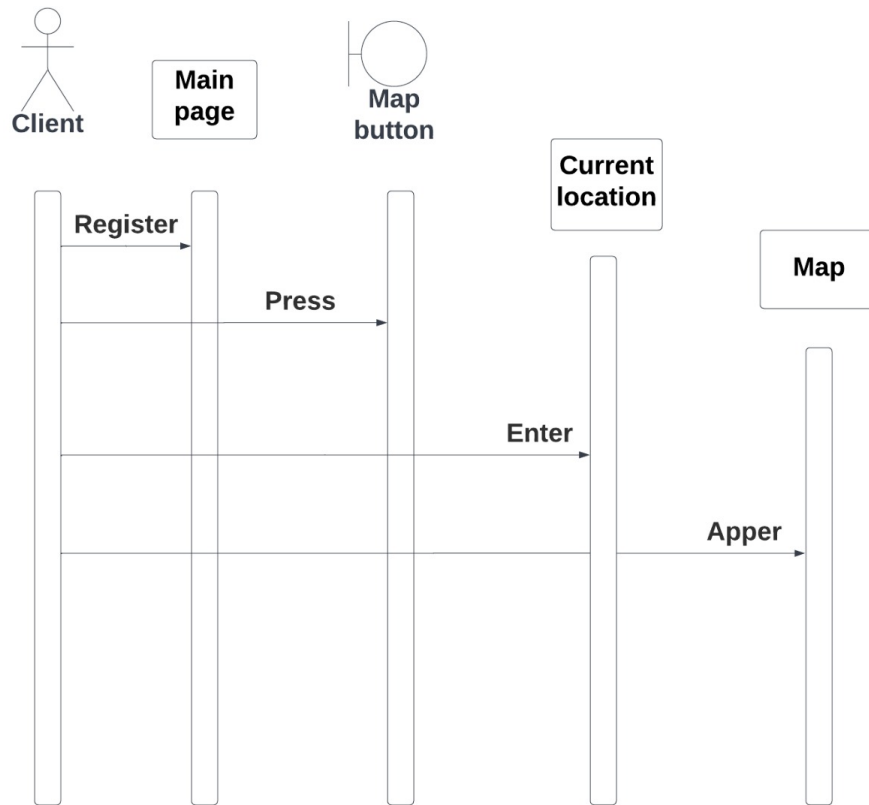 Client
Main
page
Map
button
Current
location
Map
Register
Press
Enter
Apper